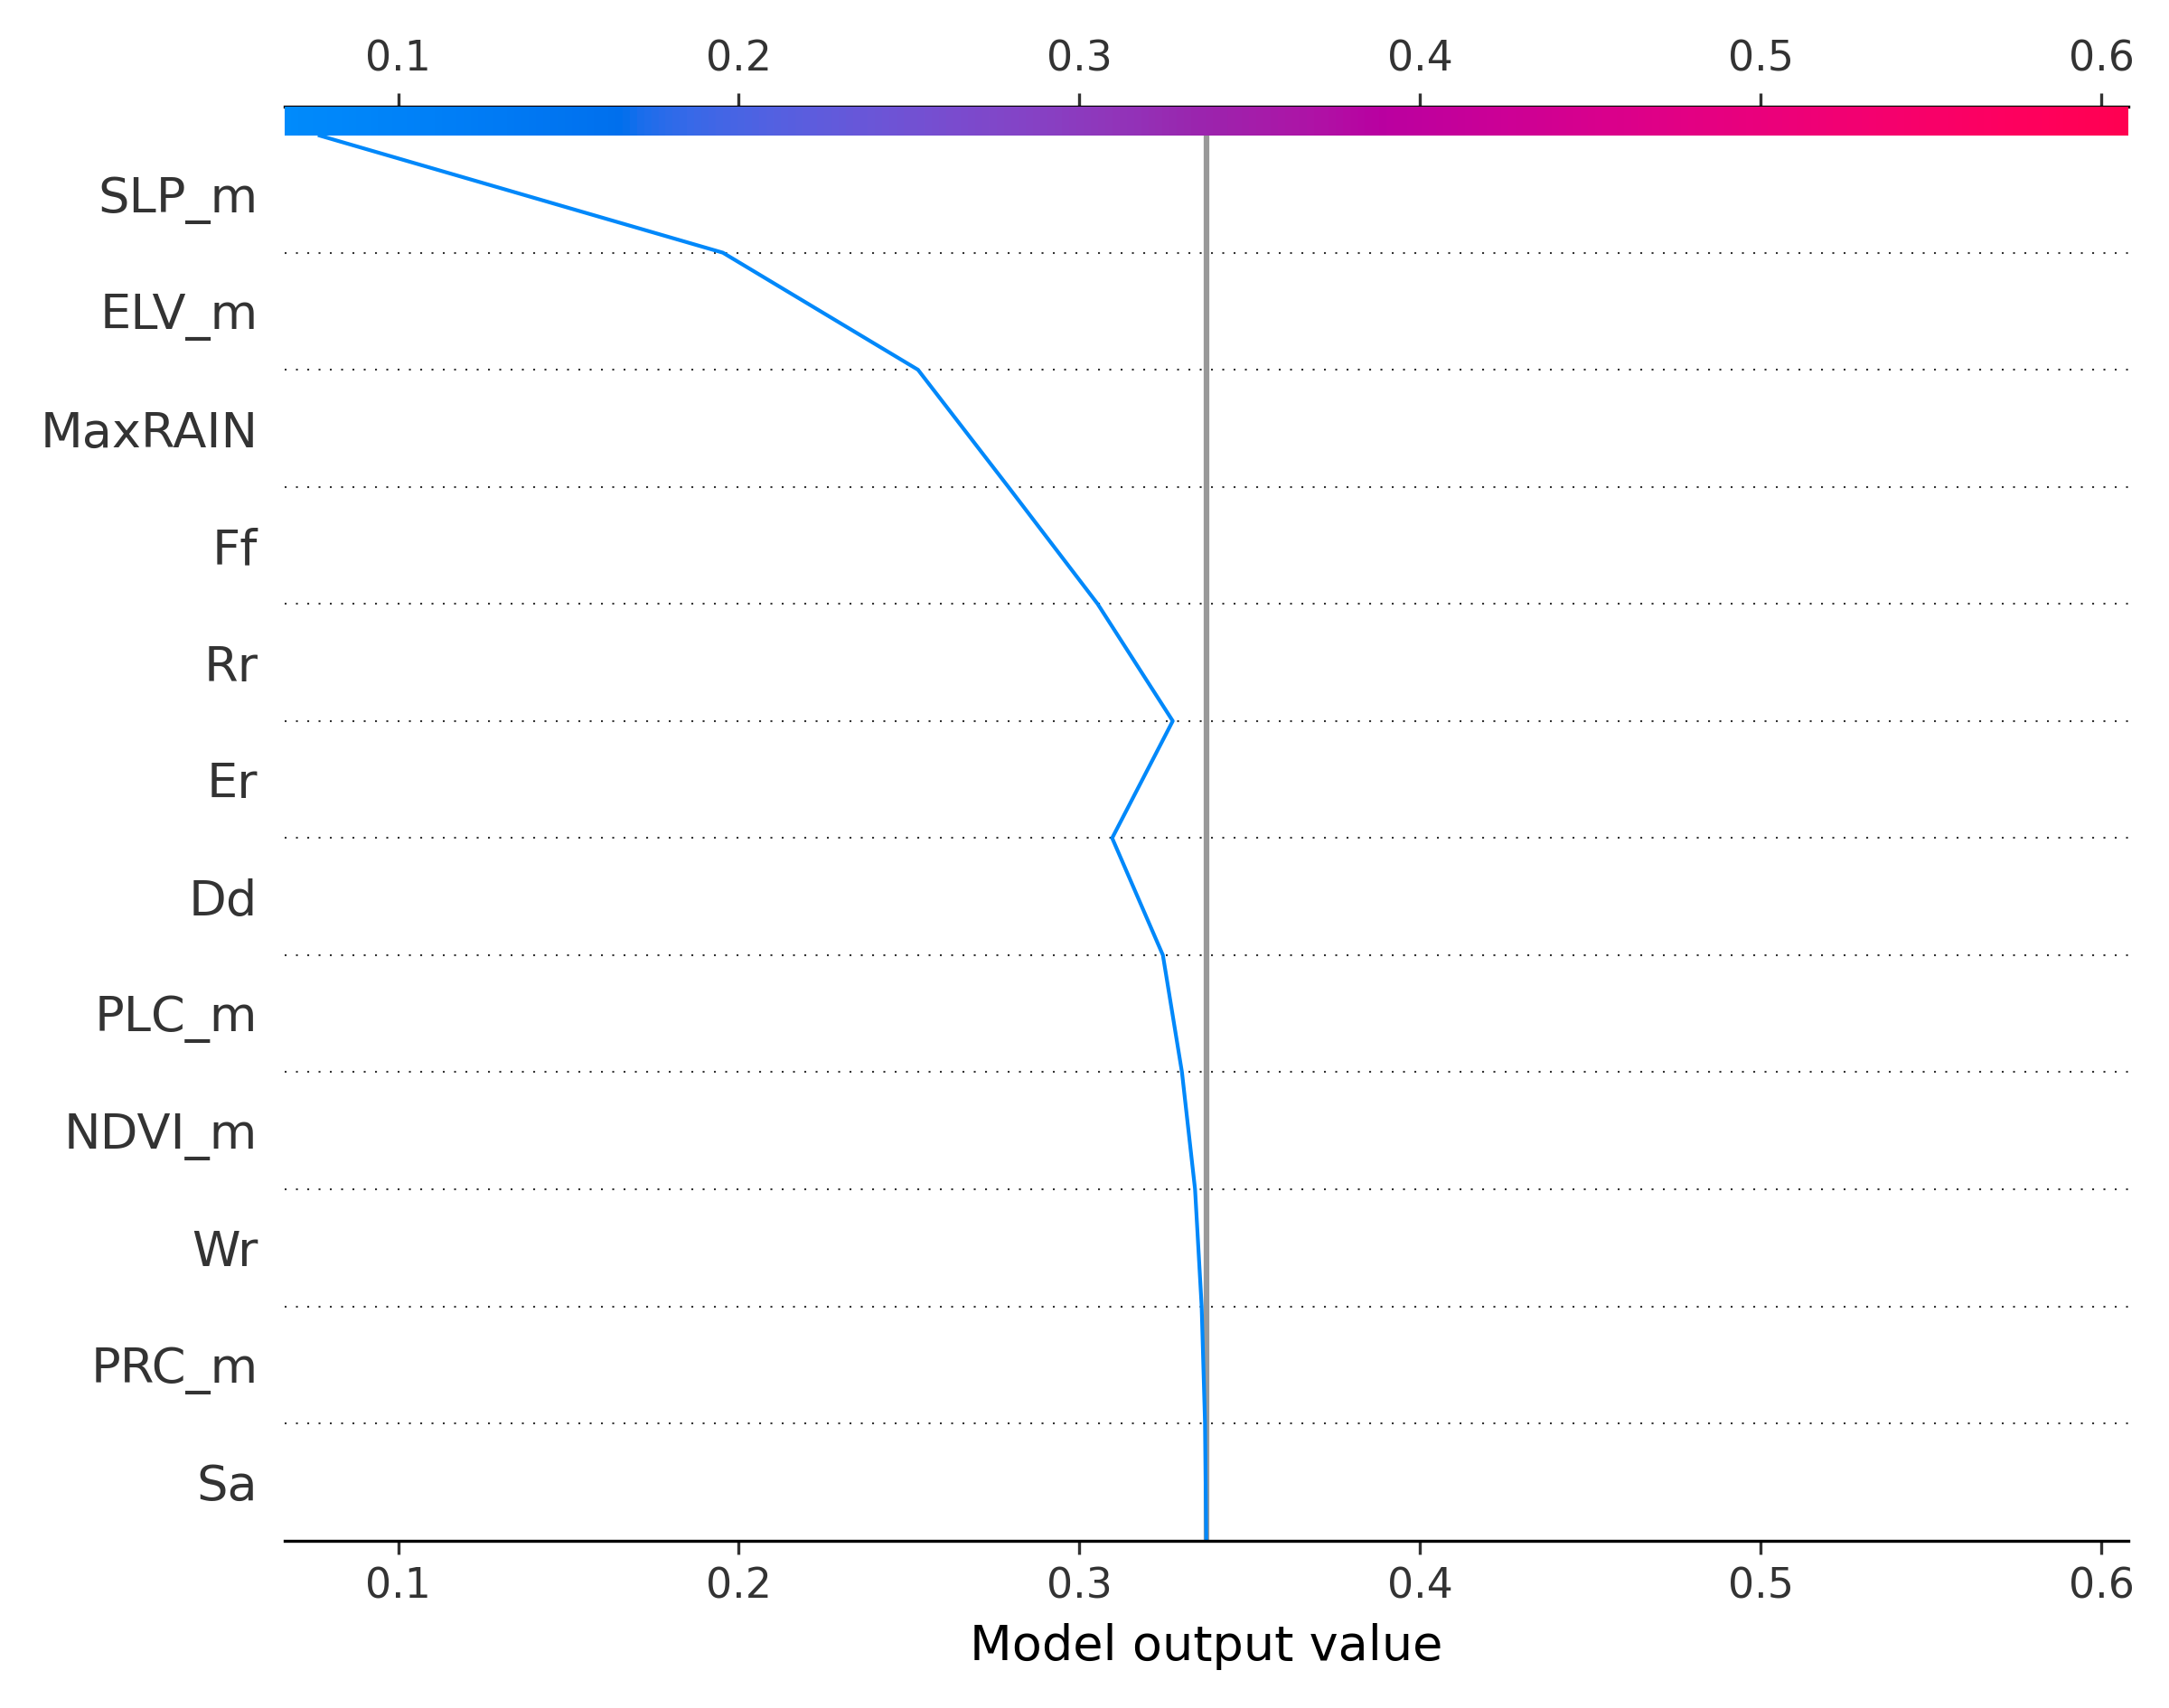 0.1 0.2 0.3 0.4 0.5 0.6
SLP_m
ELV_m
MaxRAIN
Ff
Rr
Er
Dd
PLC_m
NDVI_m
Wr
PRC_m
Sa
0.1 0.2 0.3 0.4 0.5 0.6
Model output value